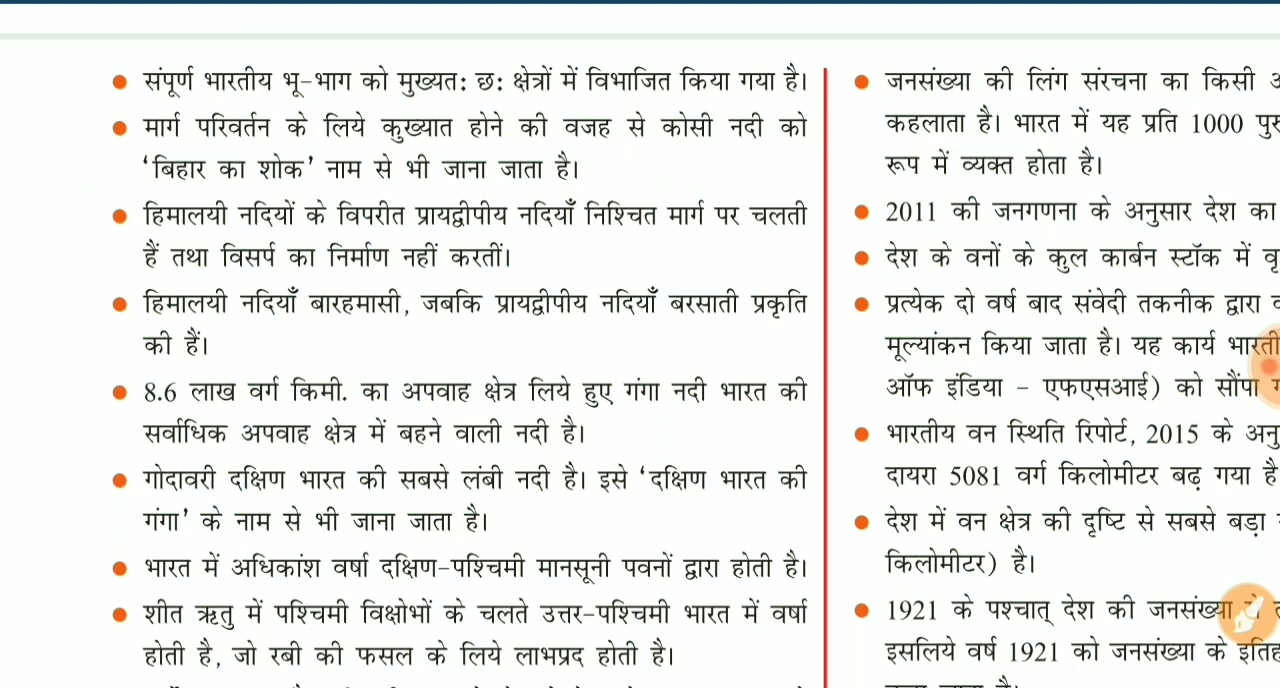 संपूर्ण भारतीय भू-भाग को मुख्यतः छः क्षेत्रों में विभाजित किया गया है।
मार्ग परिवर्तन के लिये कुख्यात होने की वजह से कोसी नदी को
‘बिहार का शोक’ नाम से भी जाना जाता है।
हिमालयी नदियों के विपरीत प्रायद्वीपीय नदियाँ निश्चित मार्ग पर चलती
हैं तथा विसर्प का निर्माण नहीं करतीं।
हिमालयी नदियाँ बारहमासी, जबकि प्रायद्वीपीय नदियाँ बरसाती प्रकृति
की हैं।
8.6 लाख वर्ग किमी. का अपवाह क्षेत्र लिये हुए गंगा नदी भारत की
सर्वाधिक अपवाह क्षेत्र में बहने वाली नदी है।
गोदावरी दक्षिण भारत की सबसे लंबी नदी है। इसे ‘दक्षिण भारत की
गंगा’ के नाम से भी जाना जाता है।
भारत में अधिकांश वर्षा दक्षिण-पश्चिमी मानसूनी पवनों द्वारा होती है।
शीत ऋतु में पश्चिमी विक्षोभों के चलते उत्तर-पश्चिमी भारत में वर्षा
होती है, जो रबी की फसल के लिये लाभप्रद होती है।
जनसंख्या की लिंग संरचना का किसी
कहलाता है। भारत में यह प्रति 1000
रूप में व्यक्त होता है।
2011 की जनगणना के अनुसार देश का
देश के वनों के कुल कार्बन स्टॉक में
प्रत्येक दो वर्ष बाद संवेदी तकनीक द्वारा
मूल्यांकन किया जाता है। यह कार्य
ऑफ इंडिया - एफएसआई) को सौंपा
भारतीय वन स्थिति रिपोर्ट, 2015 के
दायरा 5081 वर्ग किलोमीटर बढ़ गया है
देश में वन क्षेत्र की दृष्टि से सबसे बड़ा
किलोमीटर) है।
1921 के पश्चात् देश की जनसंख्या
इसलिये वर्ष 1921 को जनसंख्या के